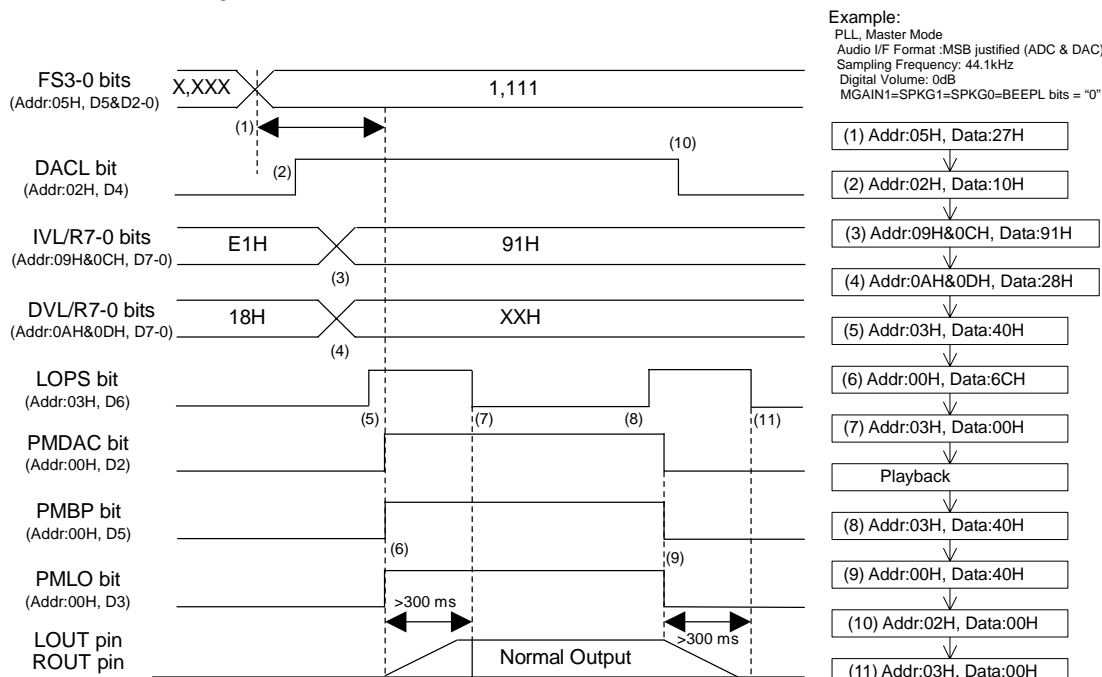 Example:
PLL, Master Mode
Audio I/F Format :MSB justified (ADC & DAC)
Sampling Frequency: 44.1kHz
Digital Volume: 0dB
MGAIN1=SPKG1=SPKG0=BEEPL bits = “0”
FS3-0 bits
(Addr:05H, D5&D2-0)
X,XXX
1,111
(1)
DACL bit
(Addr:02H, D4)
(2)
(10)
IVL/R7-0 bits
(Addr:09H&0CH, D7-0)
E1H
91H
(3)
DVL/R7-0 bits
(Addr:0AH&0DH, D7-0)
18H
XXH
(4)
LOPS bit
(Addr:03H, D6)
(5)
(7)
(8)
(11)
PMDAC bit
(Addr:00H, D2)
PMBP bit
(Addr:00H, D5)
(6)
(9)
PMLO bit
(Addr:00H, D3)
>300 ms
>300 ms
LOUT pin
ROUT pin
Normal Output
(1) Addr:05H, Data:27H
(2) Addr:02H, Data:10H
(3) Addr:09H&0CH, Data:91H
(4) Addr:0AH&0DH, Data:28H
(5) Addr:03H, Data:40H
(6) Addr:00H, Data:6CH
(7) Addr:03H, Data:00H
Playback
(8) Addr:03H, Data:40H
(9) Addr:00H, Data:40H
(10) Addr:02H, Data:00H
(11) Addr:03H, Data:00H